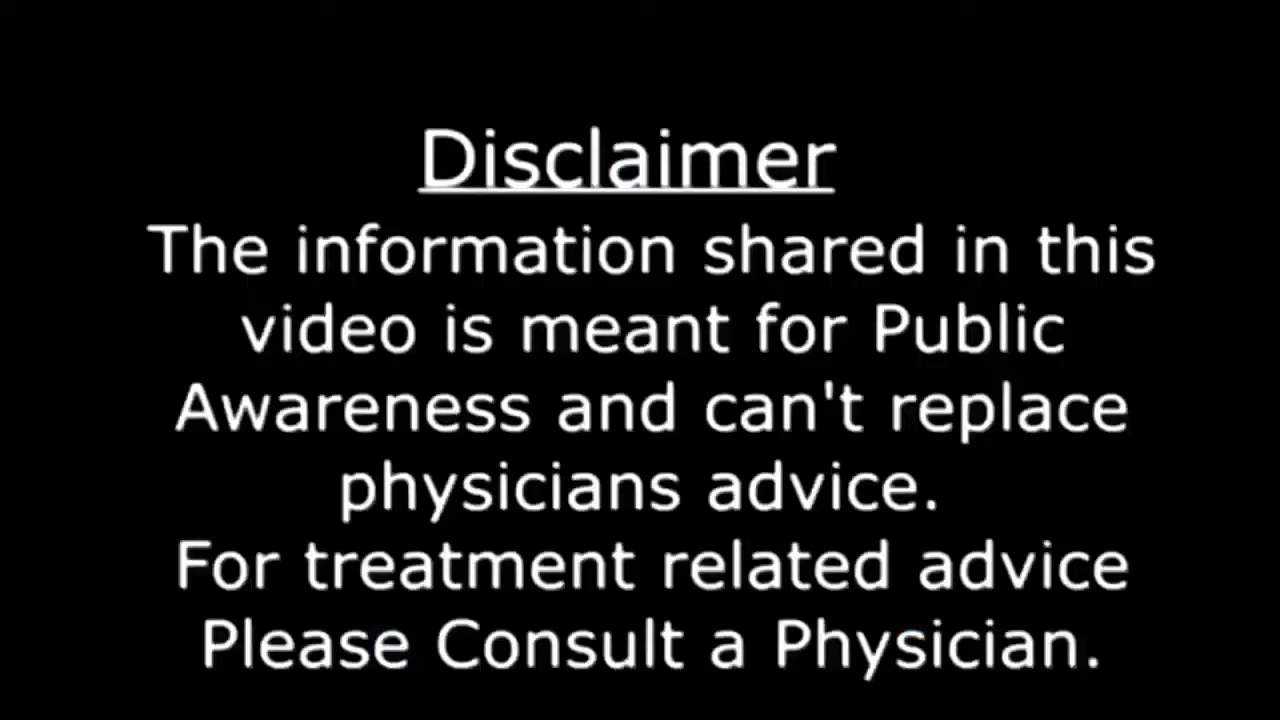 Disclaimer
The information shared in this
video is meant for Public
Awareness and can't replace
physicians advice.
For treatment related advice
Please Consult a Physician.